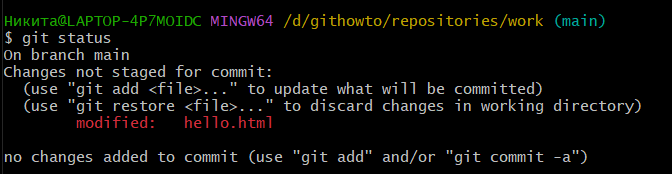 Никита@LAPTOP-4P7MOIDC MINGW64 /d/githowto/repositories/work (main)
$ git status
On branch main
Changes not staged for commit:
  (use "git add <file>..." to update what will be committed)
  (use "git restore <file>..." to discard changes in working directory)
        modified:   hello.html

no changes added to commit (use "git add" and/or "git commit -a")